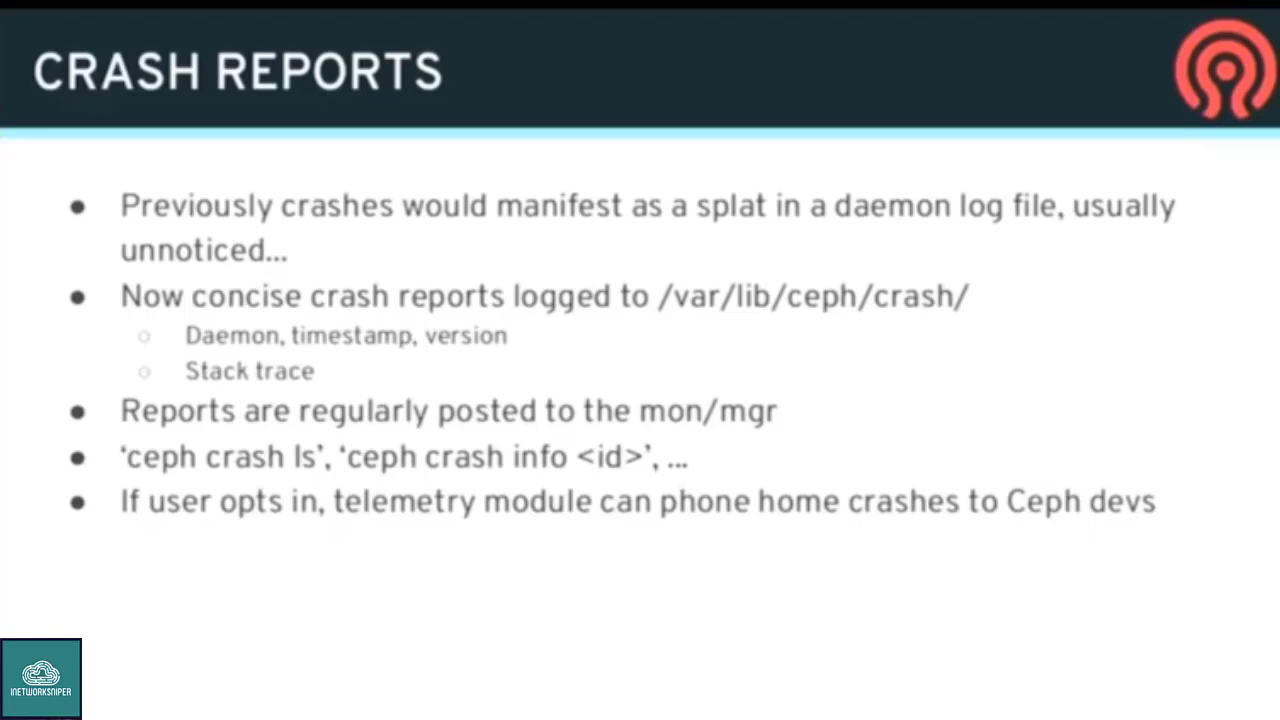 CRASH REPORTS
● Previously crashes would manifest as a splat in a daemon log file, usually
unnoticed...
● Now concise crash reports logged to /var/lib/ceph/crash/
○ Daemon, timestamp, version
○ Stack trace
● Reports are regularly posted to the mon/mgr
● ‘ceph crash ls’, ‘ceph crash info <id>’, ...
● If user opts in, telemetry module can phone home crashes to Ceph devs
INETWORKSNIPER